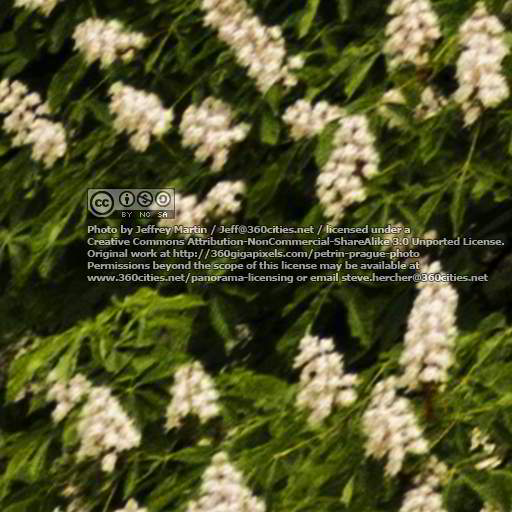 cc BY NC SA
Photo by Jeffrey Martin / Jeff@360cities.net / licensed under a
Creative Commons Attribution-NonCommercial-ShareAlike 3.0 Unported License.
Original work at http://360gigapixels.com/petrin-prague-photo
Permissions beyond the scope of this license may be available at
www.360cities.net/panorama-licensing or email steve.hercher@360cities.net